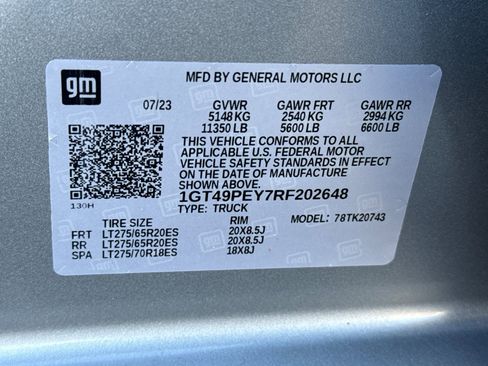 gm
MFD BY GENERAL MOTORS LLC
07/23 GVWR GAWR FRT GAWR RR
5148 KG 2540 KG 2994 KG
11350 LB 5600 LB 6600 LB
THIS VEHICLE CONFORMS TO ALL
APPLICABLE U.S. FEDERAL MOTOR
VEHICLE SAFETY STANDARDS IN EFFECT
ON THE DATE OF MANUFACTURE
SHOWN ABOVE.
1GT49PEY7RF202648
130H TYPE: TRUCK
TIRE SIZE RIM MODEL: 78TK20743
FRT LT275/65R20ES 20X8.5J
RR LT275/65R20ES 20X8.5J
SPA LT275/70R18ES 18X8J